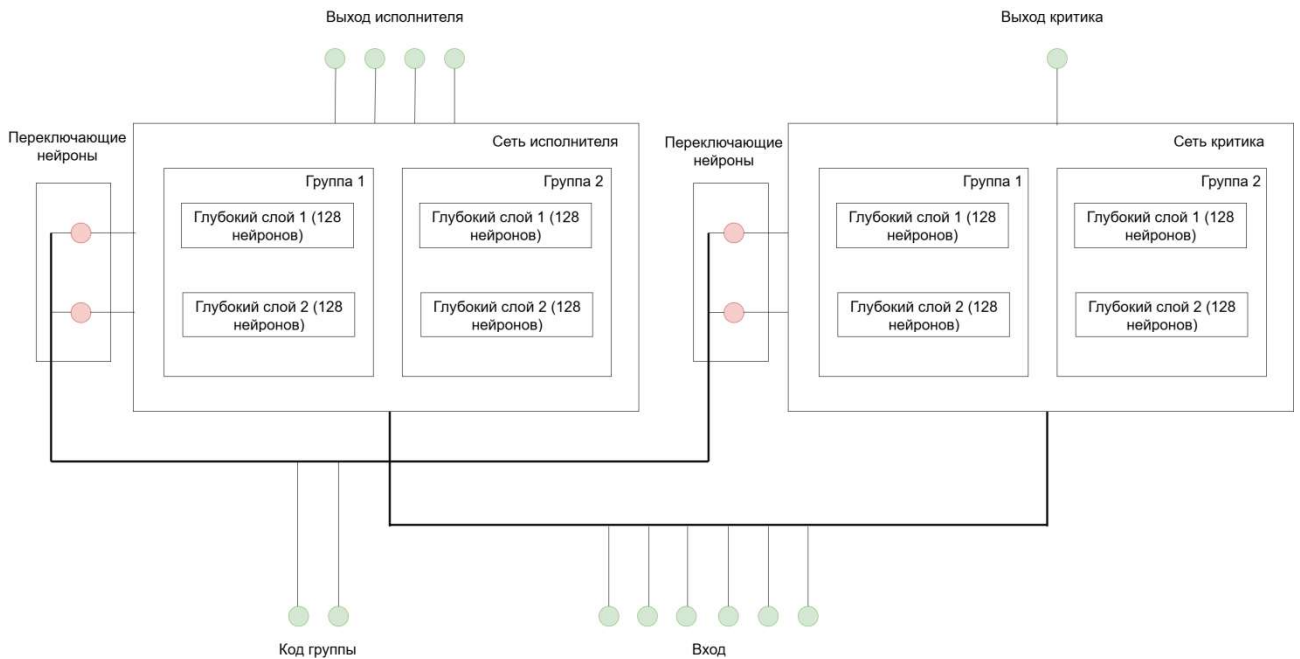 Выход исполнителя
Выход критика
Переключающие
нейроны
Сеть исполнителя
Группа 1
Глубокий слой 1 (128
нейронов)
Глубокий слой 2 (128
нейронов)
Группа 2
Глубокий слой 1 (128
нейронов)
Глубокий слой 2 (128
нейронов)
Переключающие
нейроны
Сеть критика
Группа 1
Глубокий слой 1 (128
нейронов)
Глубокий слой 2 (128
нейронов)
Группа 2
Глубокий слой 1 (128
нейронов)
Глубокий слой 2 (128
нейронов)
Код группы
Вход